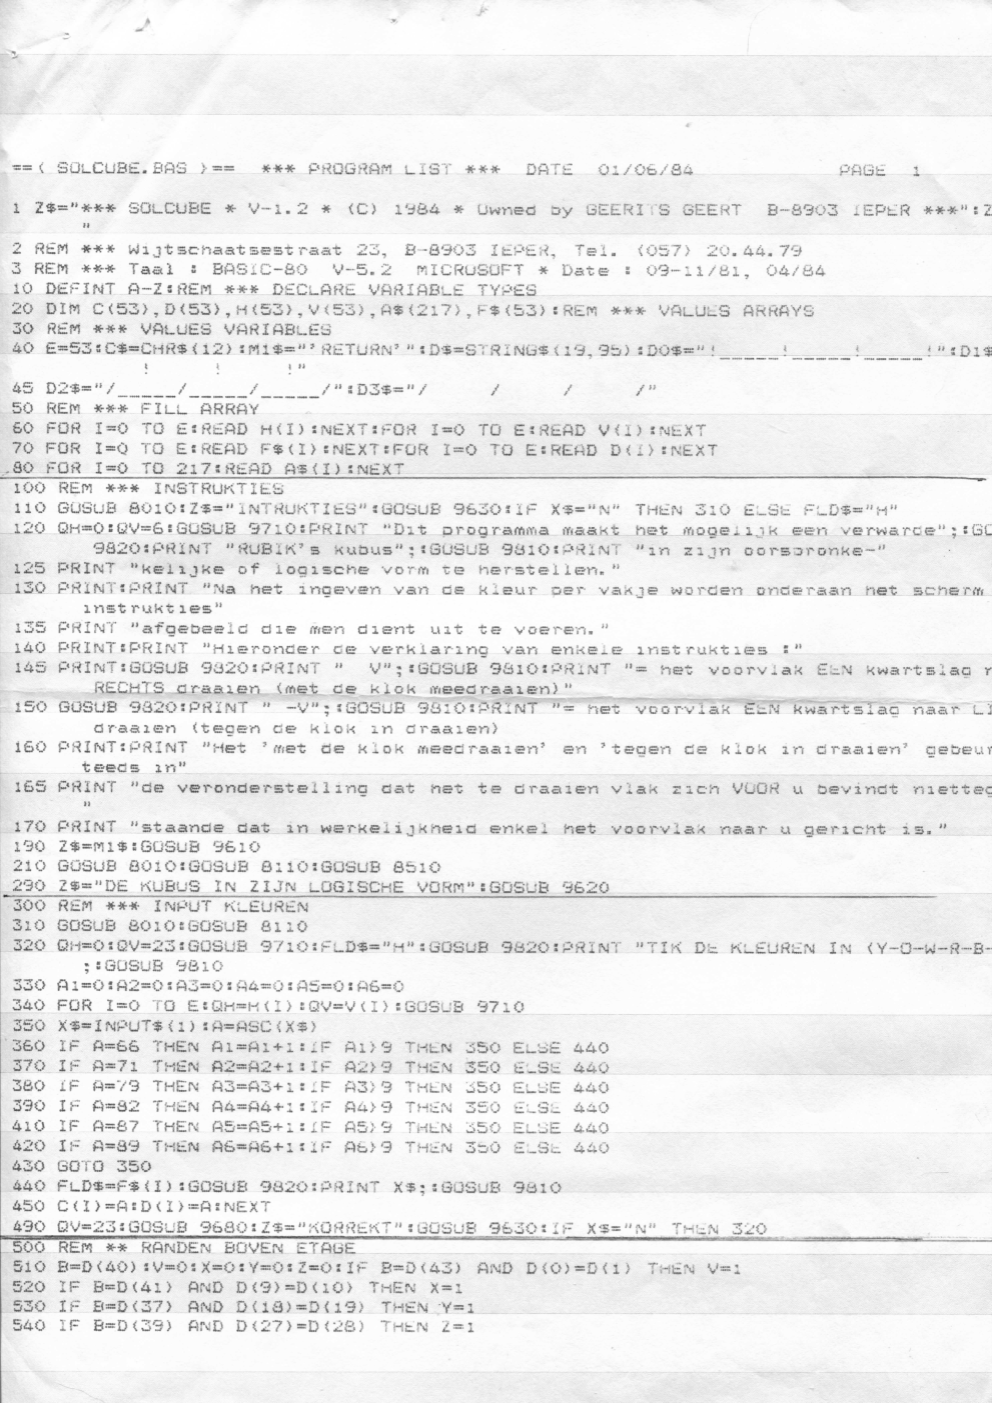 ==( SOLCUBE.BAS )==  *** PROGRAM LIST ***  DATE  01/06/84            PAGE  1
1 Z$="*** SOLCUBE * V-1.2 * (C) 1984 * Owned by GEERITS GEERT  B-8903 IEPER ***":Z
"
2 REM *** Wijtschaatsestraat 23, B-8903 IEPER, Tel. (057) 20.44.79
3 REM *** Taal : BASIC-80  V-5.2  MICROSOFT * Date : 09-11/81, 04/84
10 DEFINT A-Z:REM *** DECLARE VARIABLE TYPES
20 DIM C(53),D(53),H(53),V(53),A$(217),F$(53):REM *** VALUES ARRAYS
30 REM *** VALUES VARIABLES
40 E=53:C$=CHR$(12):M1$="'RETURN'":D$=STRING$(19,95):D0$="!_____!_____!_____!":D1$
!     !     !"
45 D2$="/_____/_____/_____/":D3$="/     /     /     /"
50 REM *** FILL ARRAY
60 FOR I=0 TO E:READ H(I):NEXT:FOR I=0 TO E:READ V(I):NEXT
70 FOR I=0 TO E:READ F$(I):NEXT:FOR I=0 TO E:READ D(I):NEXT
80 FOR I=0 TO 217:READ A$(I):NEXT
100 REM *** INSTRUKTIES
110 GOSUB 8010:Z$="INTRUKTIES":GOSUB 9630:IF X$="N" THEN 310 ELSE FLD$="H"
120 QH=0:QV=6:GOSUB 9710:PRINT "Dit programma maakt het mogelijk een verwarde";:GO
9820:PRINT "RUBIK's kubus";:GOSUB 9810:PRINT "in zijn oorspronke-"
125 PRINT "kelijke of logische vorm te herstellen."
130 PRINT:PRINT "Na het ingeven van de kleur per vakje worden onderaan het scherm
instrukties"
135 PRINT "afgebeeld die men dient uit te voeren."
140 PRINT:PRINT "Hieronder de verklaring van enkele instrukties :"
145 PRINT:GOSUB 9820:PRINT "  V";:GOSUB 9810:PRINT "= het voorvlak EEN kwartslag n
RECHTS draaien (met de klok meedraaien)"
150 GOSUB 9820:PRINT " -V";:GOSUB 9810:PRINT "= het voorvlak EEN kwartslag naar LI
draaien (tegen de klok in draaien)
160 PRINT:PRINT "Het 'met de klok meedraaien' en 'tegen de klok in draaien' gebeur
teeds in"
165 PRINT "de veronderstelling dat het te draaien vlak zich VOOR u bevindt nietteg
"
170 PRINT "staande dat in werkelijkheid enkel het voorvlak naar u gericht is."
190 Z$=M1$:GOSUB 9610
210 GOSUB 8010:GOSUB 8110:GOSUB 8510
290 Z$="DE KUBUS IN ZIJN LOGISCHE VORM":GOSUB 9620
300 REM *** INPUT KLEUREN
310 GOSUB 8010:GOSUB 8110
320 QH=0:QV=23:GOSUB 9710:FLD$="H":GOSUB 9820:PRINT "TIK DE KLEUREN IN (Y-O-W-R-B-
;:GOSUB 9810
330 A1=0:A2=0:A3=0:A4=0:A5=0:A6=0
340 FOR I=0 TO E:QH=H(I):QV=V(I):GOSUB 9710
350 X$=INPUT$(1):A=ASC(X$)
360 IF A=66 THEN A1=A1+1:IF A1>9 THEN 350 ELSE 440
370 IF A=71 THEN A2=A2+1:IF A2>9 THEN 350 ELSE 440
380 IF A=79 THEN A3=A3+1:IF A3>9 THEN 350 ELSE 440
390 IF A=82 THEN A4=A4+1:IF A4>9 THEN 350 ELSE 440
410 IF A=87 THEN A5=A5+1:IF A5>9 THEN 350 ELSE 440
420 IF A=89 THEN A6=A6+1:IF A6>9 THEN 350 ELSE 440
430 GOTO 350
440 FLD$=F$(I):GOSUB 9820:PRINT X$;:GOSUB 9810
450 C(I)=A:D(I)=A:NEXT
490 QV=23:GOSUB 9680:Z$="KORREKT":GOSUB 9630:IF X$="N" THEN 320
500 REM ** RANDEN BOVEN ETAGE
510 B=D(40):V=0:X=0:Y=0:Z=0:IF B=D(43) AND D(0)=D(1) THEN V=1
520 IF B=D(41) AND D(9)=D(10) THEN X=1
530 IF B=D(37) AND D(18)=D(19) THEN Y=1
540 IF B=D(39) AND D(27)=D(28) THEN Z=1